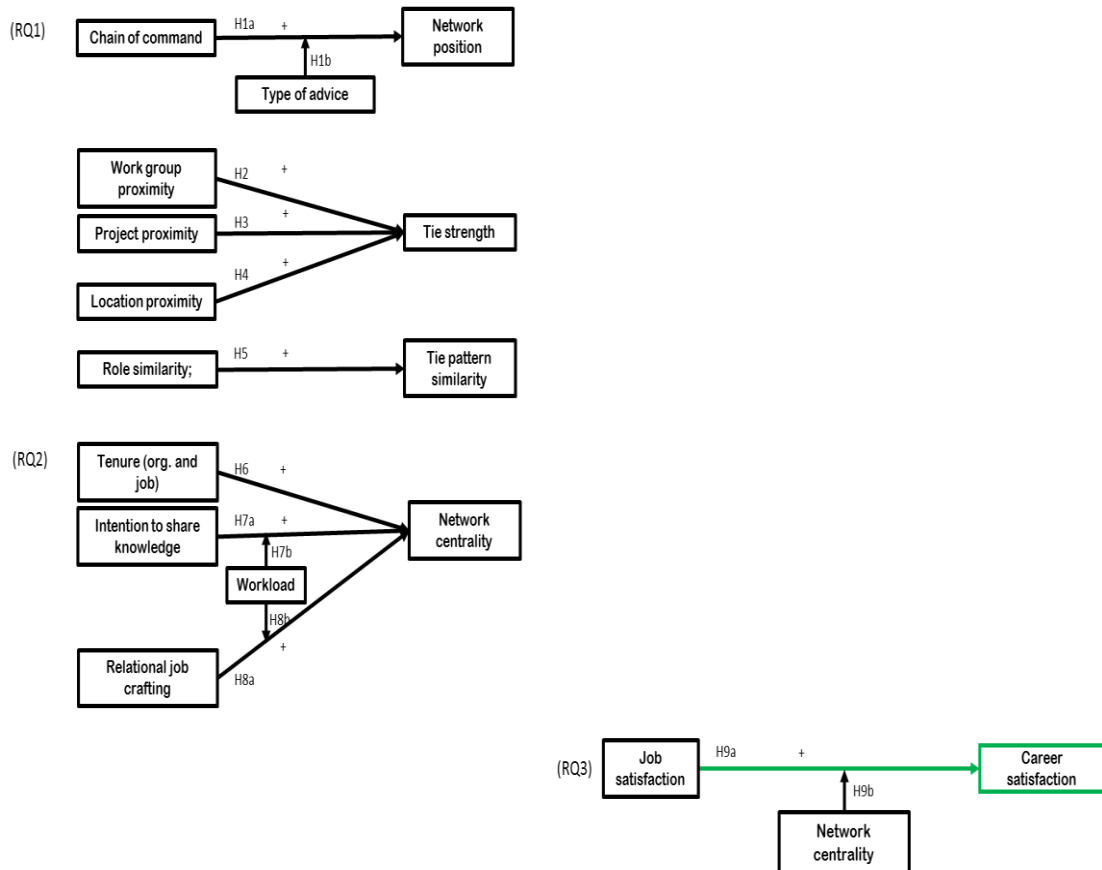 (RQ1)
Chain of command
H1a +
Network
position
H1b
Type of advice
Work group
proximity
H2 +
Project proximity
H3 +
Tie strength
Location proximity
H4 +
Role similarity;
H5 +
Tie pattern
similarity
(RQ2)
Tenure (org. and
job)
H6 +
Intention to share
knowledge
H7a +
Network
centrality
H7b
Workload
H8b
+
Relational job
crafting
H8a
(RQ3)
Job
satisfaction
H9a +
Career
satisfaction
H9b
Network
centrality